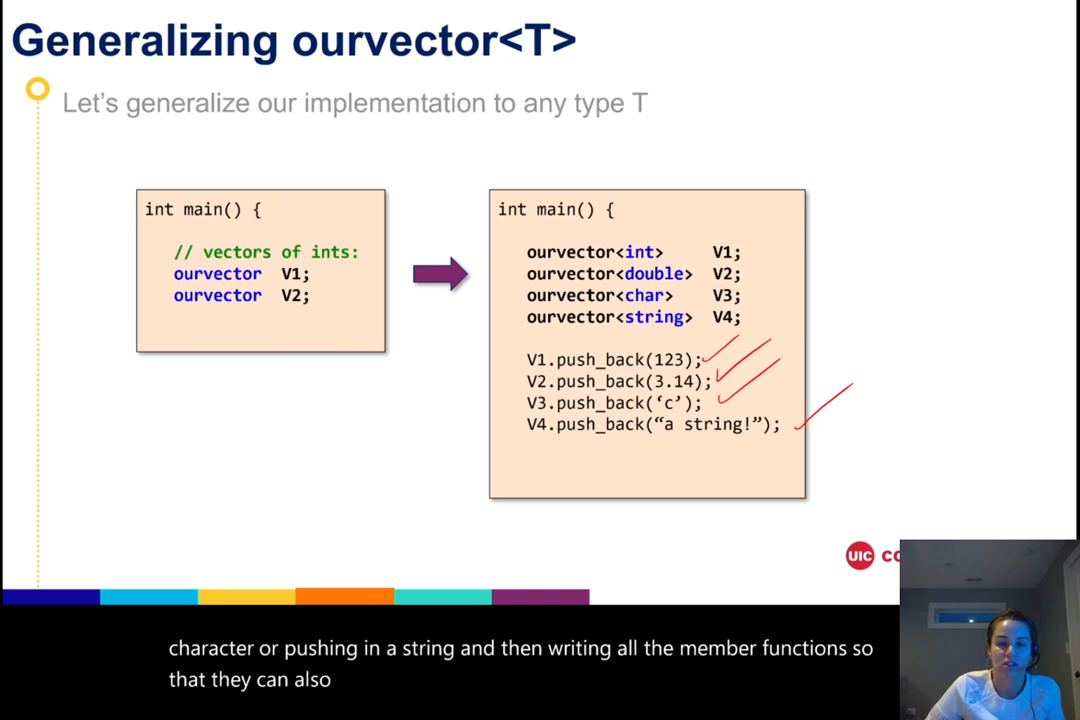 Generalizing ourvector<T>
Let's generalize our implementation to any type T
int main() {
// vectors of ints:
ourvector V1;
ourvector V2;
int main() {
ourvector<int> V1;
ourvector<double> V2;
ourvector<char> V3;
ourvector<string> V4;
V1.push_back(123);
V2.push_back(3.14);
V3.push_back(‘c’);
V4.push_back(“a string!”);
UIC
character or pushing in a string and then writing all the member functions so
that they can also